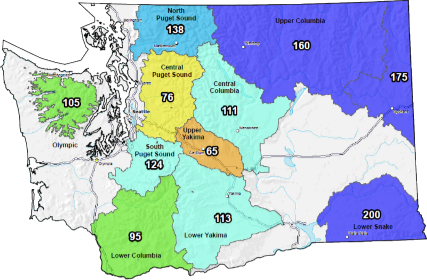 North
Puget Sound
138
Upper Columbia
160
175
Central
Puget Sound
76
Central
Columbia
111
105
Olympic
Upper
Yakima
65
South
Puget Sound
124
95
Lower Columbia
113
Lower Yakima
200
Lower Snake